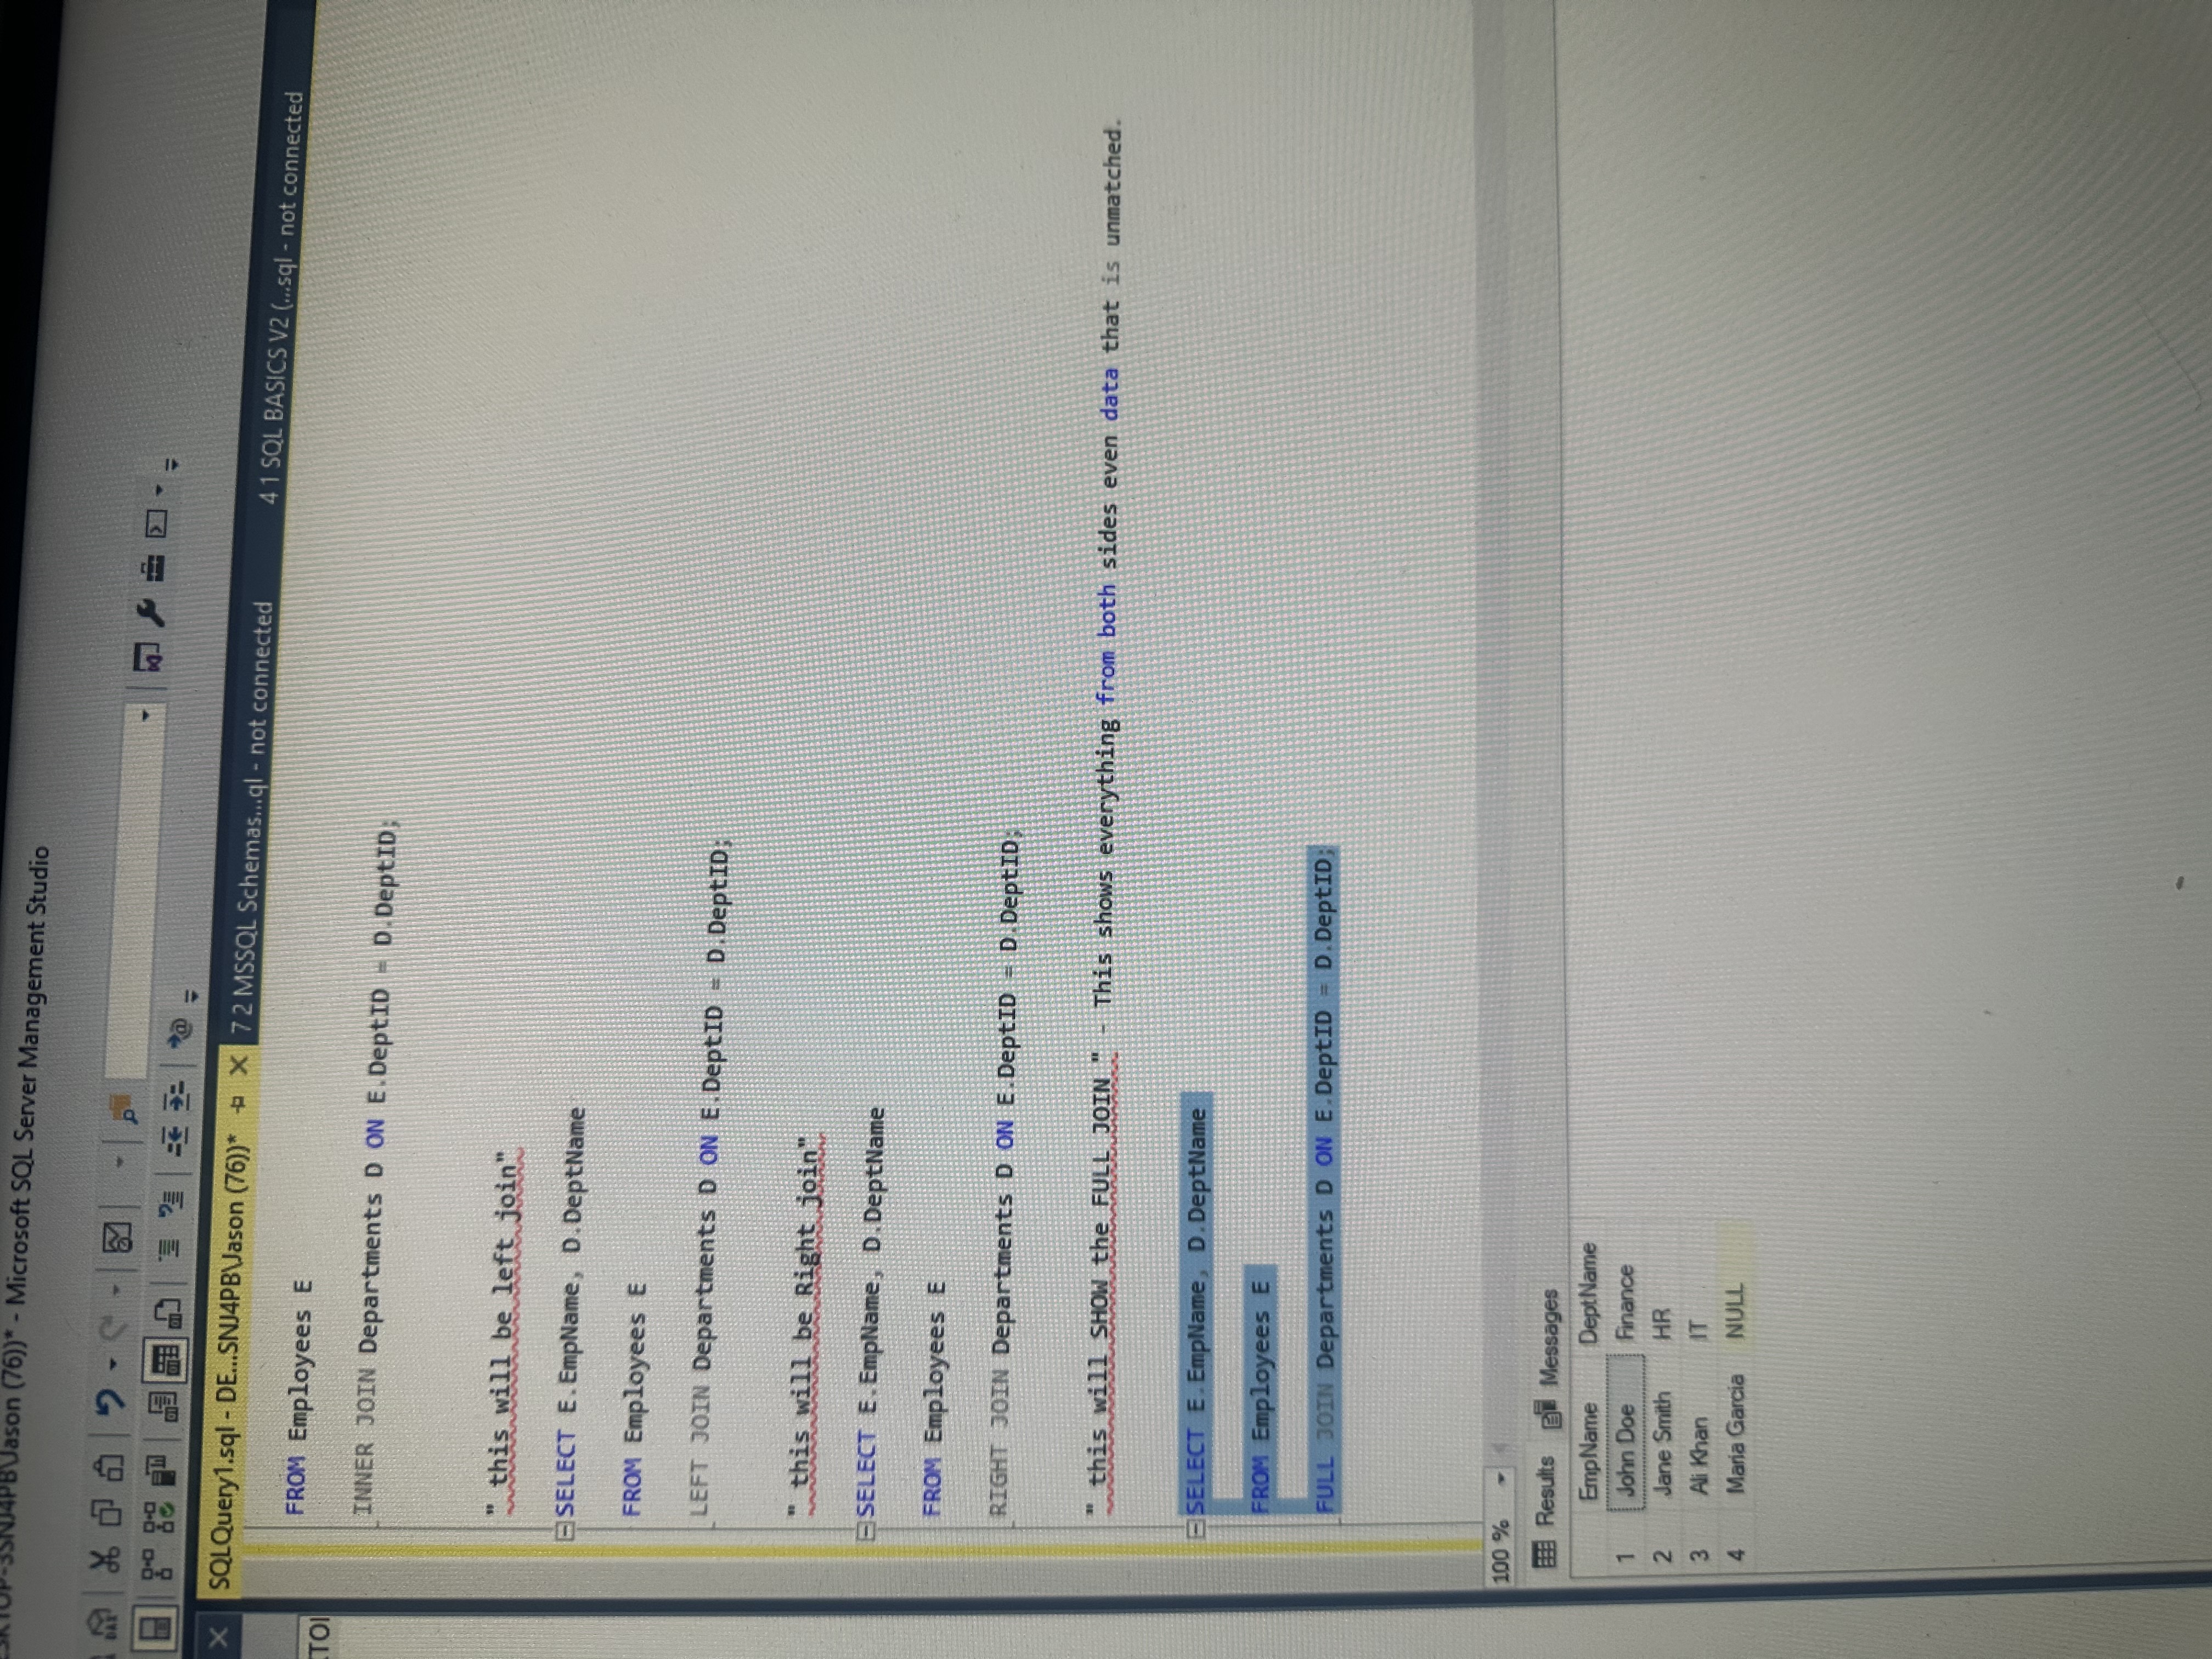 SKTOP-3SNJ4PB\Jason (76))* - Microsoft SQL Server Management Studio
DAX
SQLQuery1.sql - DE...SNJ4PB\Jason (76))* 7 2 MSSQL Schemas...ql - not connected 4 1 SQL BASICS V2 (...sql - not connected
FROM Employees E
INNER JOIN Departments D ON E.DeptID = D.DeptID;
" this will be left join"
SELECT E.EmpName, D.DeptName
FROM Employees E
LEFT JOIN Departments D ON E.DeptID = D.DeptID;
" this will be Right join"
SELECT E.EmpName, D.DeptName
FROM Employees E
RIGHT JOIN Departments D ON E.DeptID = D.DeptID;
" this will SHOW the FULL JOIN " - This shows everything from both sides even data that is unmatched.
SELECT E.EmpName, D.DeptName
FROM Employees E
FULL JOIN Departments D ON E.DeptID = D.DeptID;
100 %
Results Messages
EmpName DeptName
1 John Doe Finance
2 Jane Smith HR
3 Ali Khan IT
4 Maria Garcia NULL